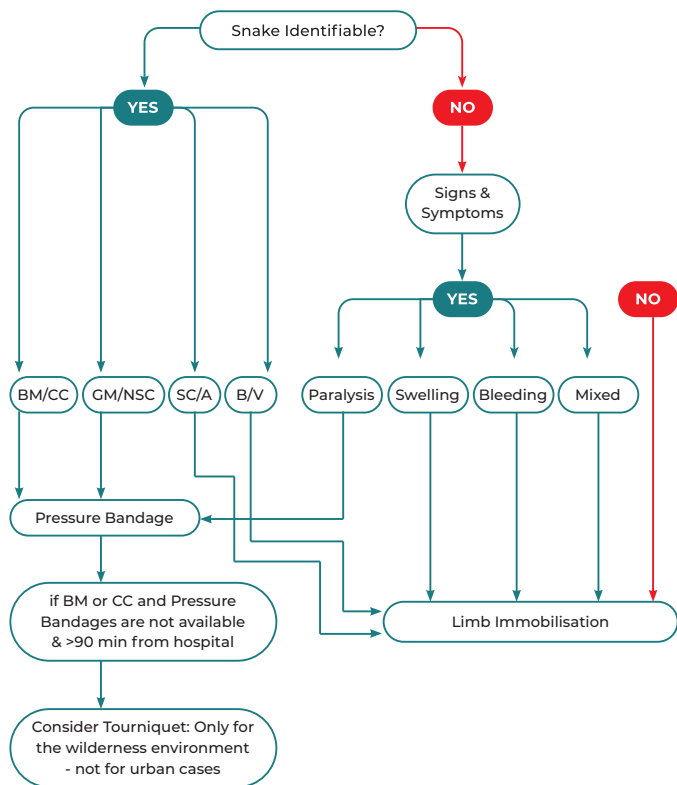 Snake Identifiable?
YES
NO
Signs &
Symptoms
YES
NO
BM/CC
GM/NSC
SC/A
B/V
Paralysis
Swelling
Bleeding
Mixed
Pressure Bandage
if BM or CC and Pressure
Bandages are not available
& >90 min from hospital
Limb Immobilisation
Consider Tourniquet: Only for
the wilderness environment
- not for urban cases